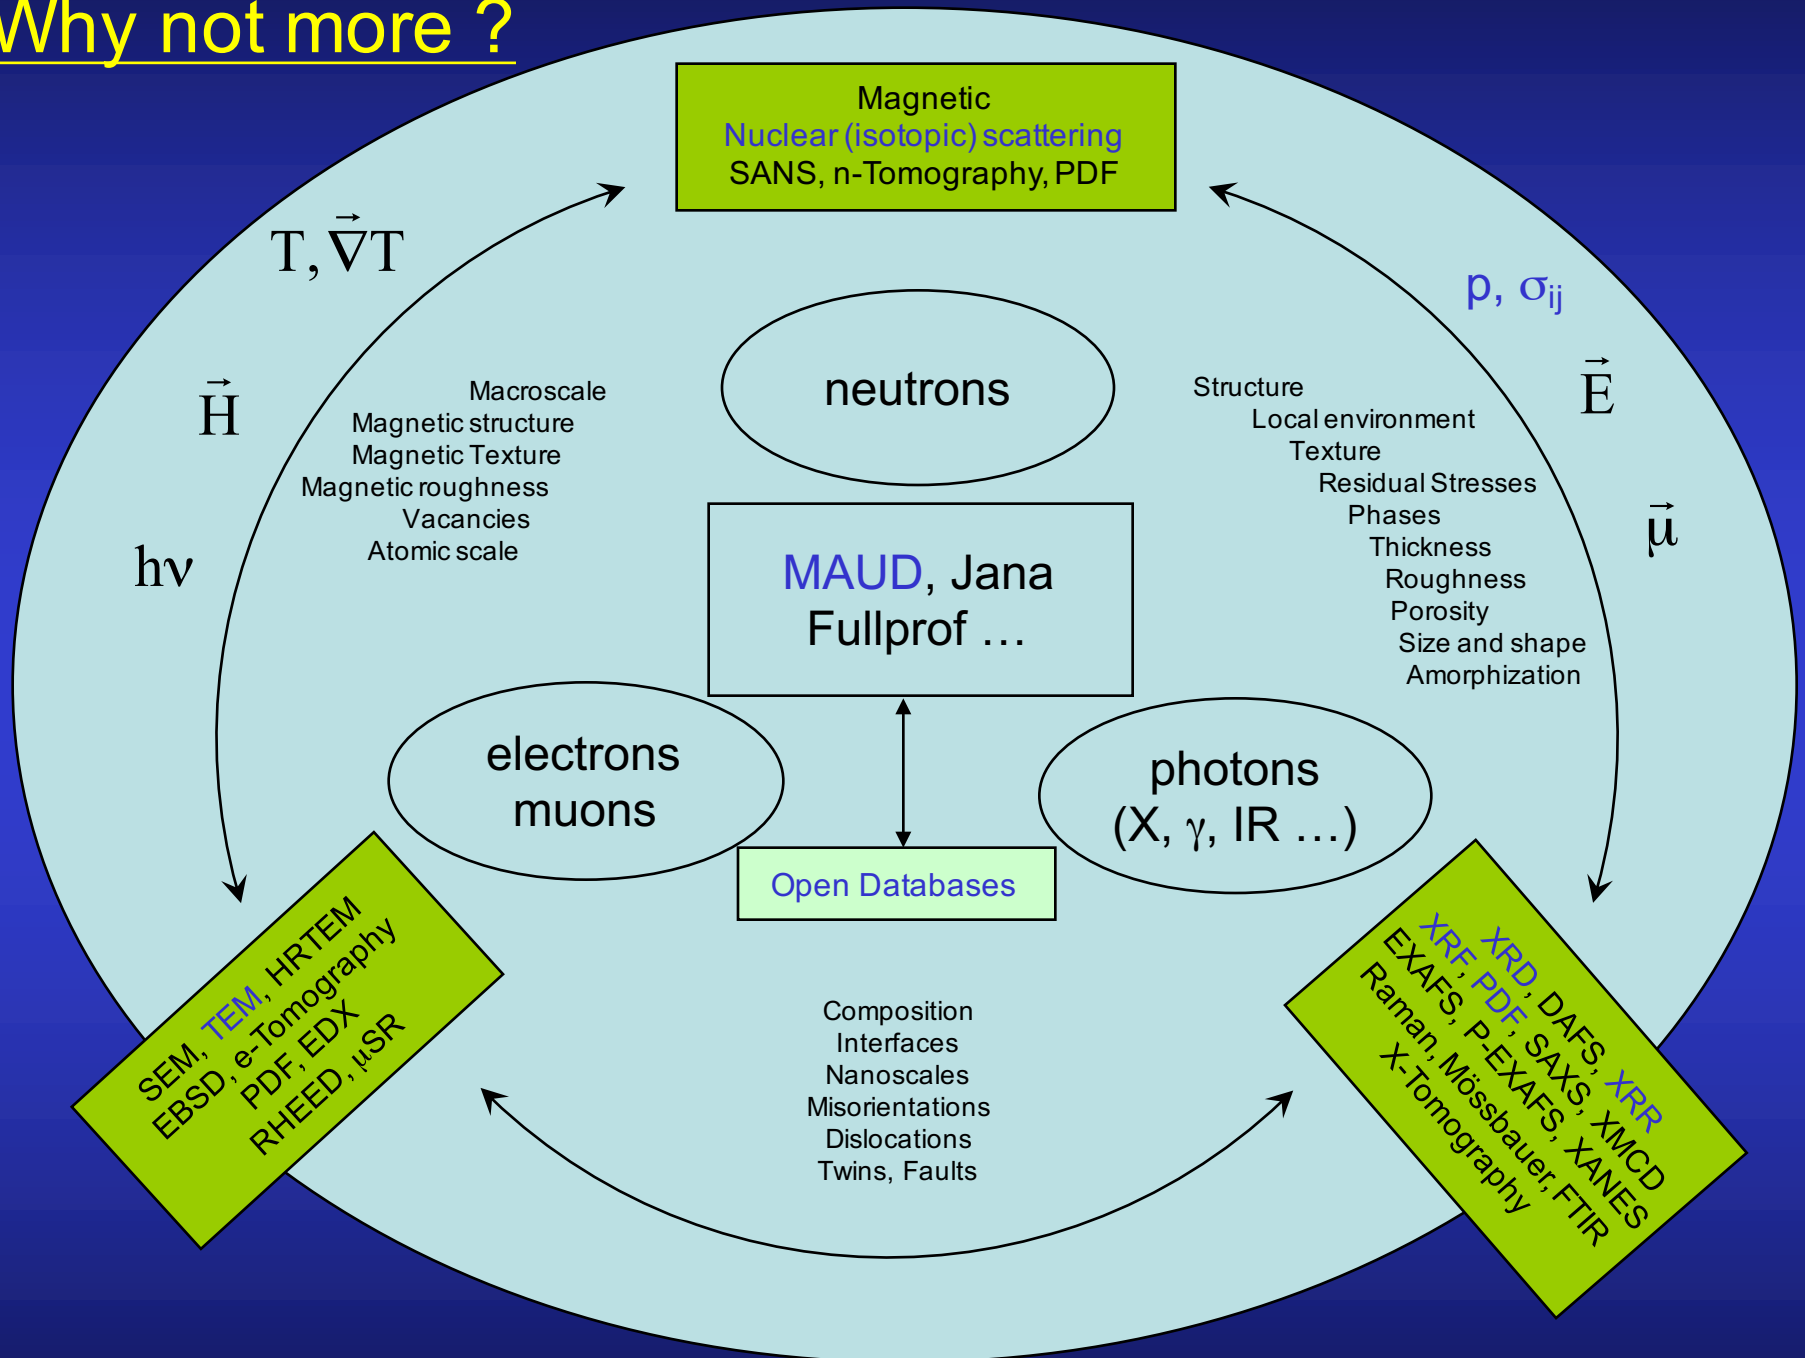 Why not more ?
Magnetic
Nuclear (isotopic) scattering
SANS, n-Tomography, PDF
T, ∇⃗T
p, σij
H⃗
E⃗
hν
μ⃗
neutrons
Macroscale
Magnetic structure
Magnetic Texture
Magnetic roughness
Vacancies
Atomic scale
Structure
Local environment
Texture
Residual Stresses
Phases
Thickness
Roughness
Porosity
Size and shape
Amorphization
MAUD, Jana
Fullprof …
electrons
muons
photons
(X, γ, IR …)
Open Databases
SEM, TEM, HRTEM
EBSD, e-Tomography
PDF, EDX
RHEED, μSR
Composition
Interfaces
Nanoscales
Misorientations
Dislocations
Twins, Faults
XRD, DAFS, XRR
XRF, PDF, SAXS, XMCD
EXAFS, P-EXAFS, XANES
Raman, Mössbauer, FTIR
X-Tomography